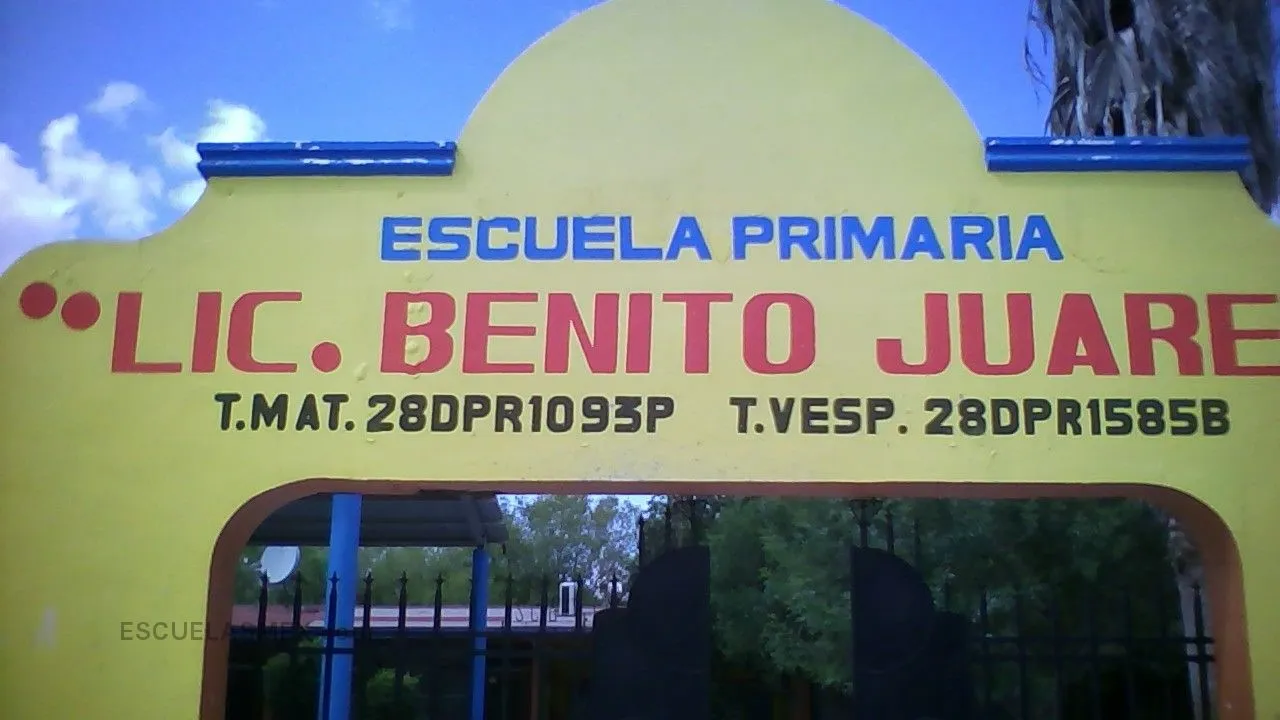 ESCUELA PRIMARIA
"LIC. BENITO JUARE
T.MAT. 28DPR1093P T.VESP. 28DPR1585B